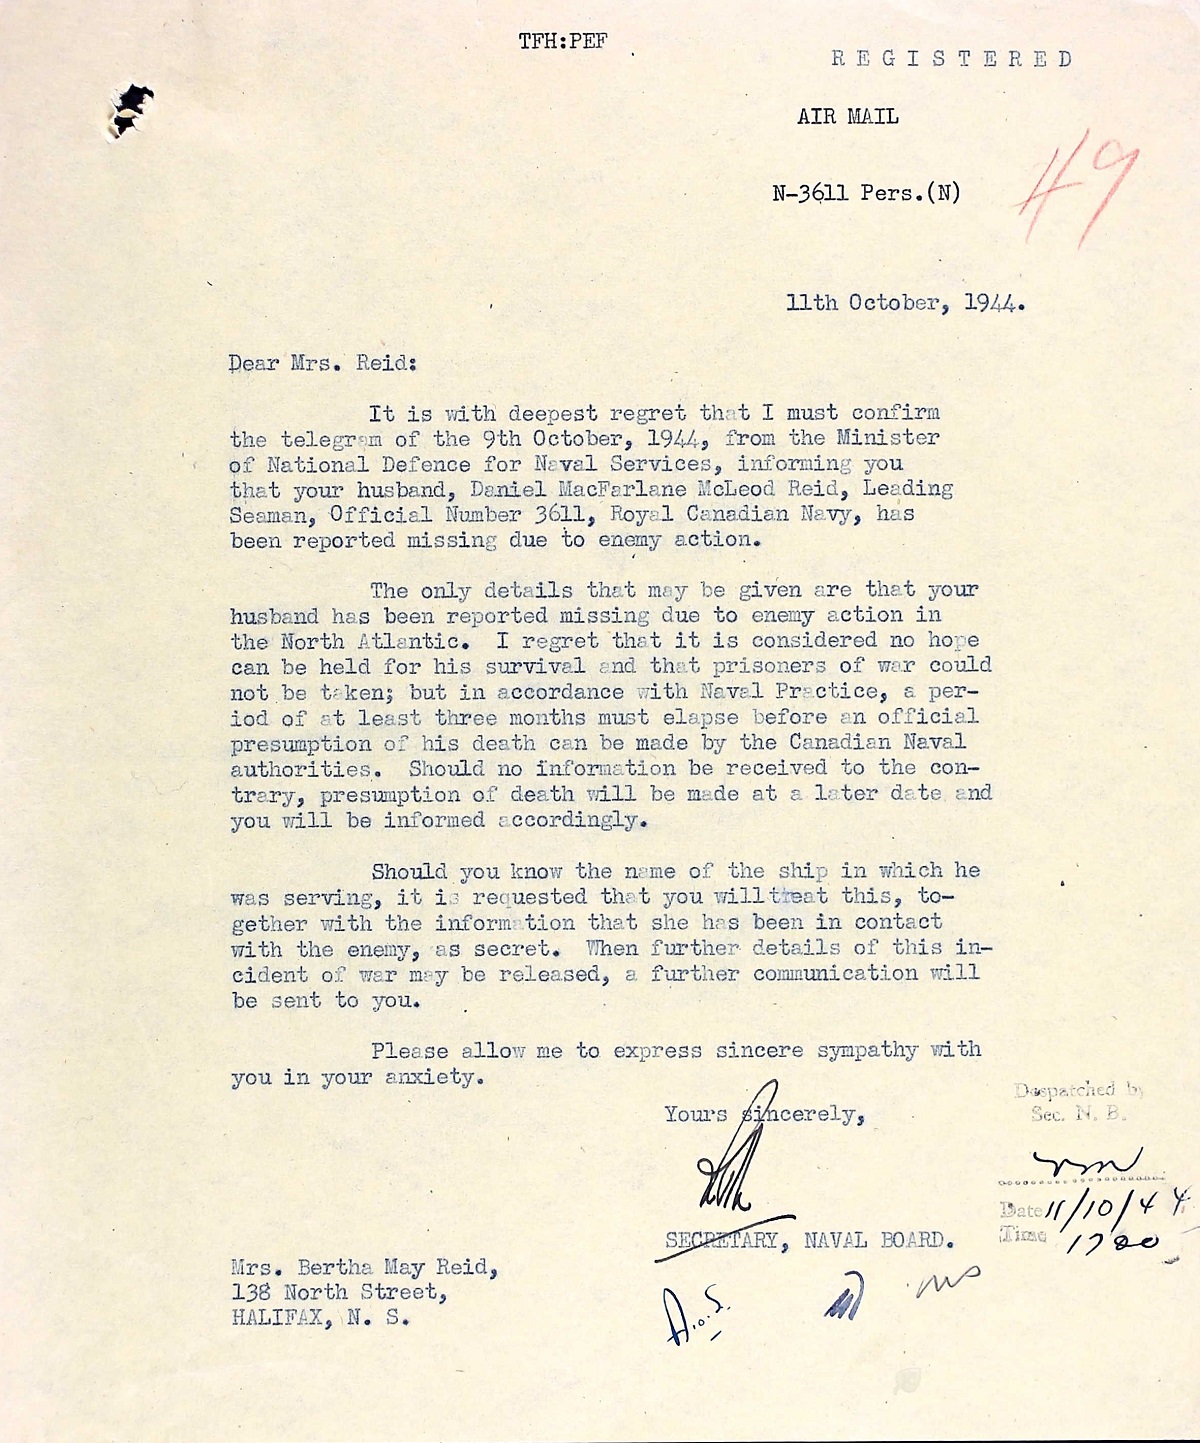 TFH:PEF
REGISTERED
AIR MAIL
N-3611 Pers.(N)
49
11th October, 1944.
Dear Mrs. Reid:
It is with deepest regret that I must confirm
the telegram of the 9th October, 1944, from the Minister
of National Defence for Naval Services, informing you
that your husband, Daniel MacFarlane McLeod Reid, Leading
Seaman, Official Number 3611, Royal Canadian Navy, has
been reported missing due to enemy action.
The only details that may be given are that your
husband has been reported missing due to enemy action in
the North Atlantic. I regret that it is considered no hope
can be held for his survival and that prisoners of war could
not be taken; but in accordance with Naval Practice, a per-
iod of at least three months must elapse before an official
presumption of his death can be made by the Canadian Naval
authorities. Should no information be received to the con-
trary, presumption of death will be made at a later date and
you will be informed accordingly.
Should you know the name of the ship in which he
was serving, it is requested that you will treat this, to-
gether with the information that she has been in contact
with the enemy, as secret. When further details of this in-
cident of war may be released, a further communication will
be sent to you.
Please allow me to express sincere sympathy with
you in your anxiety.
Yours sincerely,
Despatched by
Sec. N. B.
Date 11/10/44
Time 1700
SECRETARY, NAVAL BOARD.
Mrs. Bertha May Reid,
138 North Street,
HALIFAX, N. S.